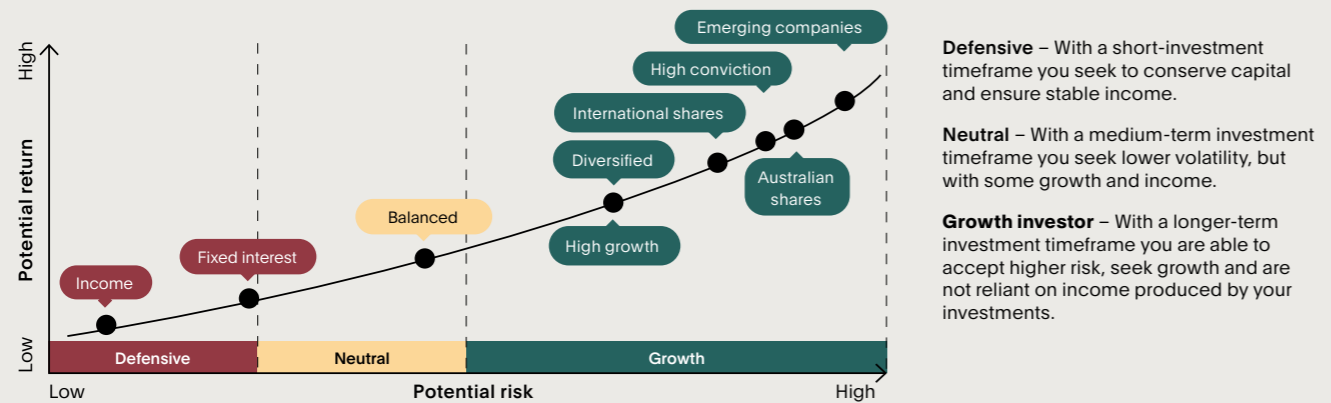 Emerging companies
High conviction
International shares
Diversified
Australian
shares
High growth
Balanced
Fixed interest
Income
High
Potential return
Low
Defensive
Neutral
Growth
Low
Potential risk
High
Defensive – With a short-investment
timeframe you seek to conserve capital
and ensure stable income.
Neutral – With a medium-term investment
timeframe you seek lower volatility, but
with some growth and income.
Growth investor – With a longer-term
investment timeframe you are able to
accept higher risk, seek growth and are
not reliant on income produced by your
investments.